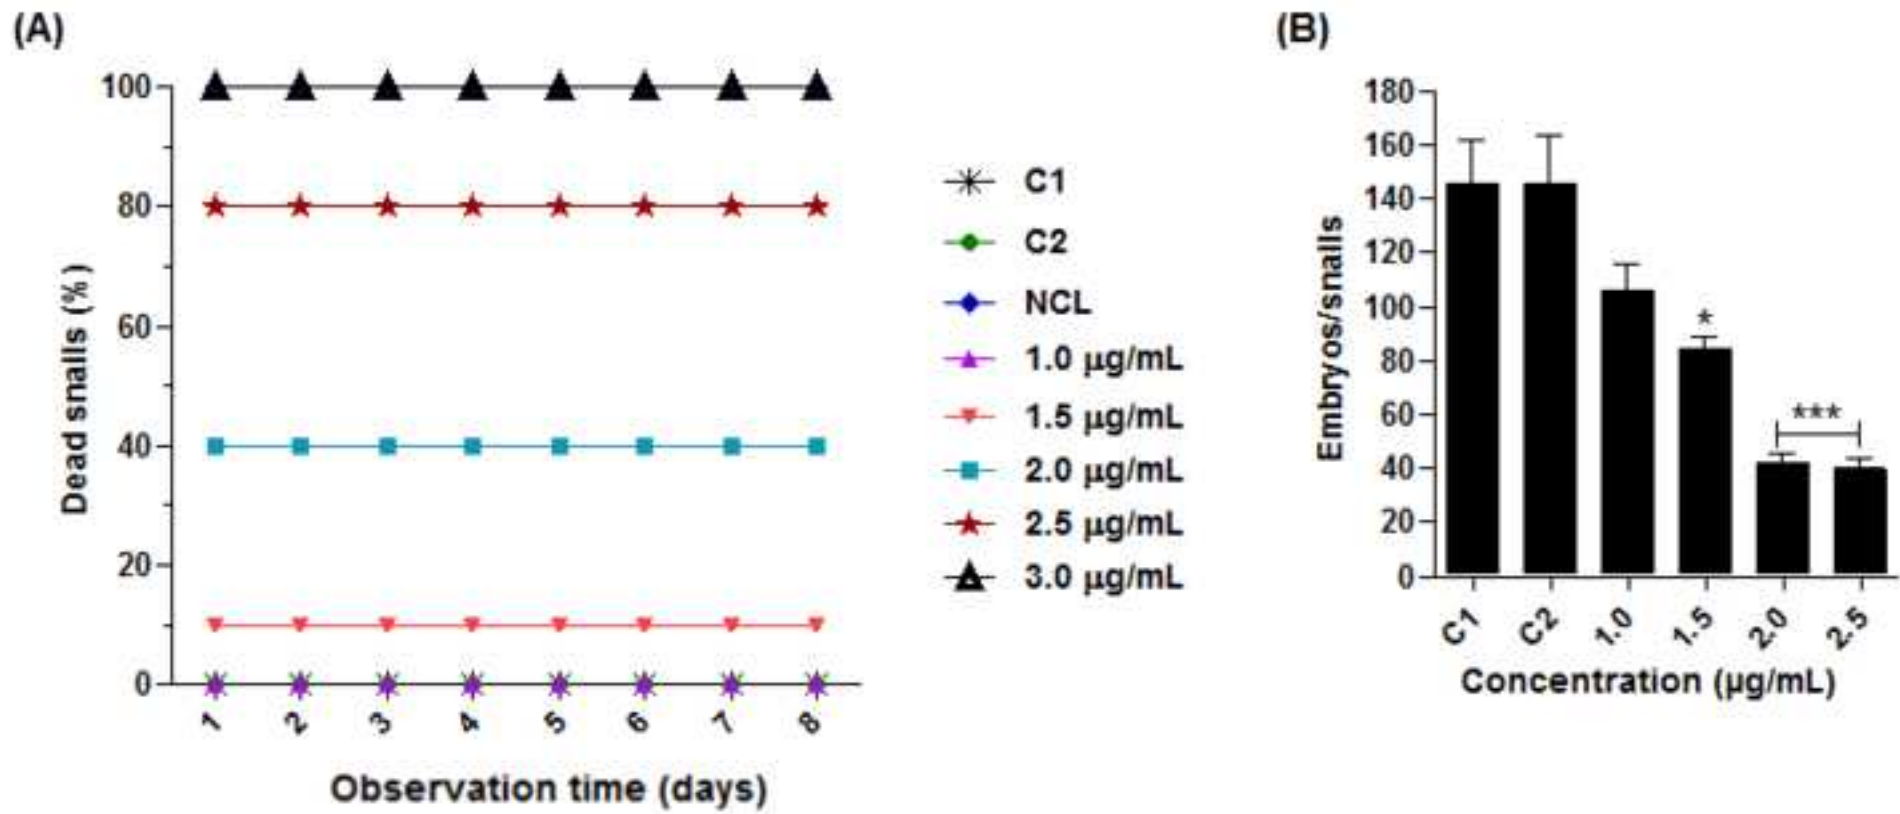 (A)
100
80
60
40
20
0
Dead snails (%)
1 2 3 4 5 6 7 8
Observation time (days)
C1
C2
NCL
1.0 µg/mL
1.5 µg/mL
2.0 µg/mL
2.5 µg/mL
3.0 µg/mL
(B)
180
160
140
120
100
80
60
40
20
0
Embryos/snails
*
***
C1 C2 1.0 1.5 2.0 2.5
Concentration (µg/mL)